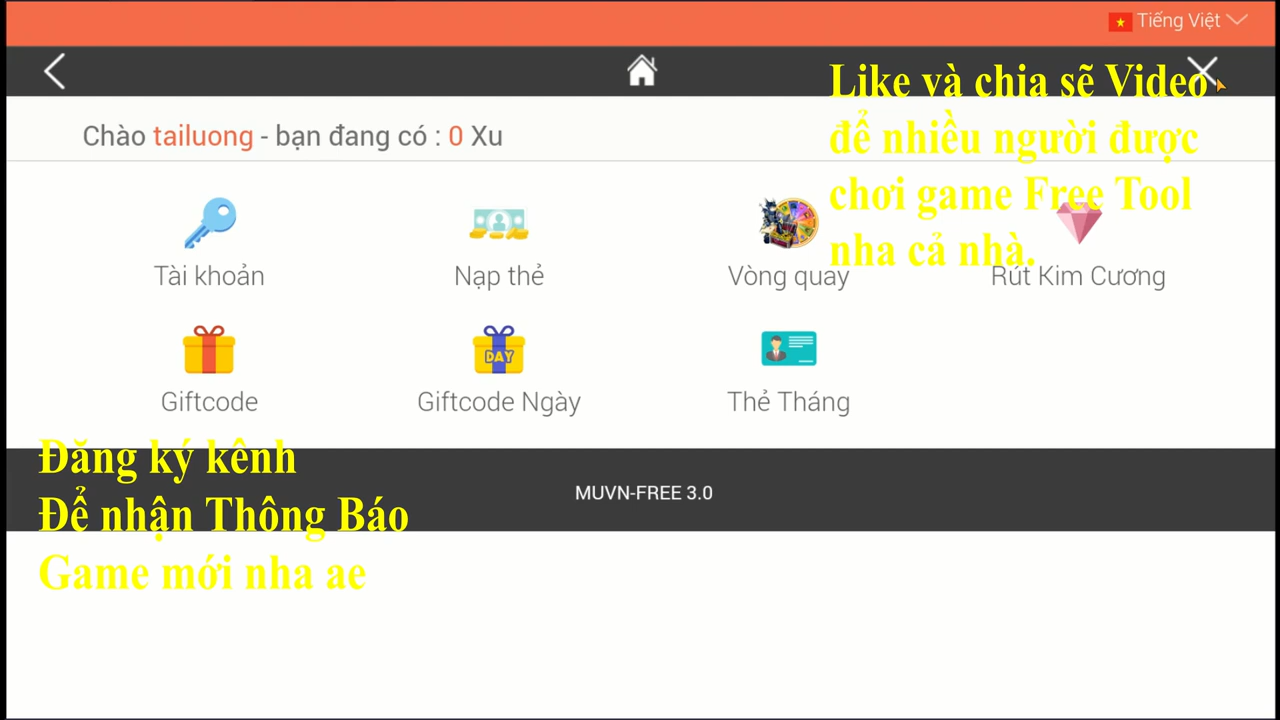 Tiếng Việt
Like và chia sẽ Video
để nhiều người được
chơi game Free Tool
nha cả nhà.
Chào tailuong - bạn đang có : 0 Xu
Tài khoản
Nạp thẻ
Vòng quay
Rút Kim Cương
DAY
Giftcode
Giftcode Ngày
Thẻ Tháng
Đăng ký kênh
Để nhận Thông Báo
Game mới nha ae
MUVN-FREE 3.0